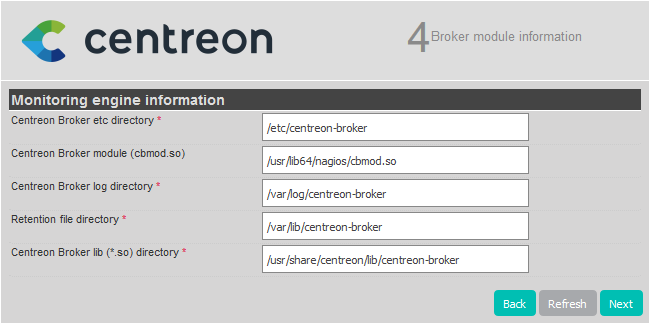 centreon
4 Broker module information
Monitoring engine information
Centreon Broker etc directory *
/etc/centreon-broker
Centreon Broker module (cbmod.so)
/usr/lib64/nagios/cbmod.so
Centreon Broker log directory *
/var/log/centreon-broker
Retention file directory *
/var/lib/centreon-broker
Centreon Broker lib (*.so) directory *
/usr/share/centreon/lib/centreon-broker
Back Refresh Next